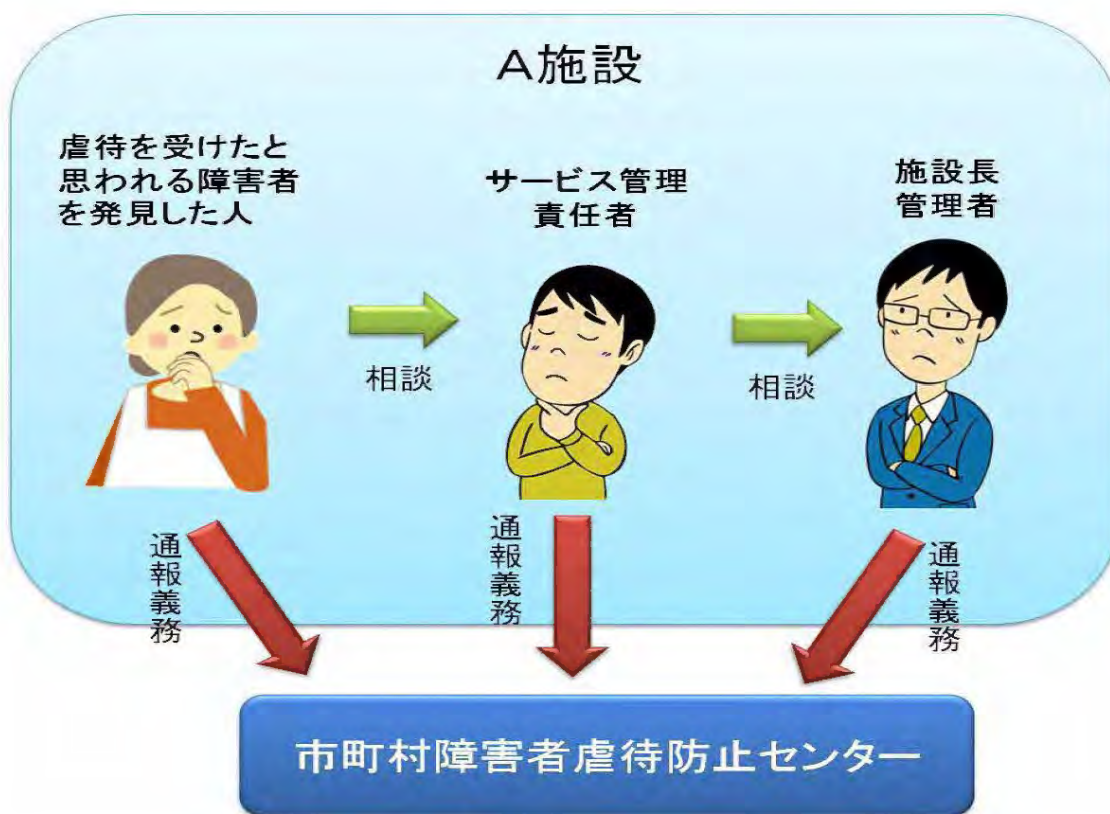 A施設
虐待を受けたと
思われる障害者
を発見した人
サービス管理
責任者
施設長
管理者
相談
相談
通報義務
通報義務
通報義務
市町村障害者虐待防止センター